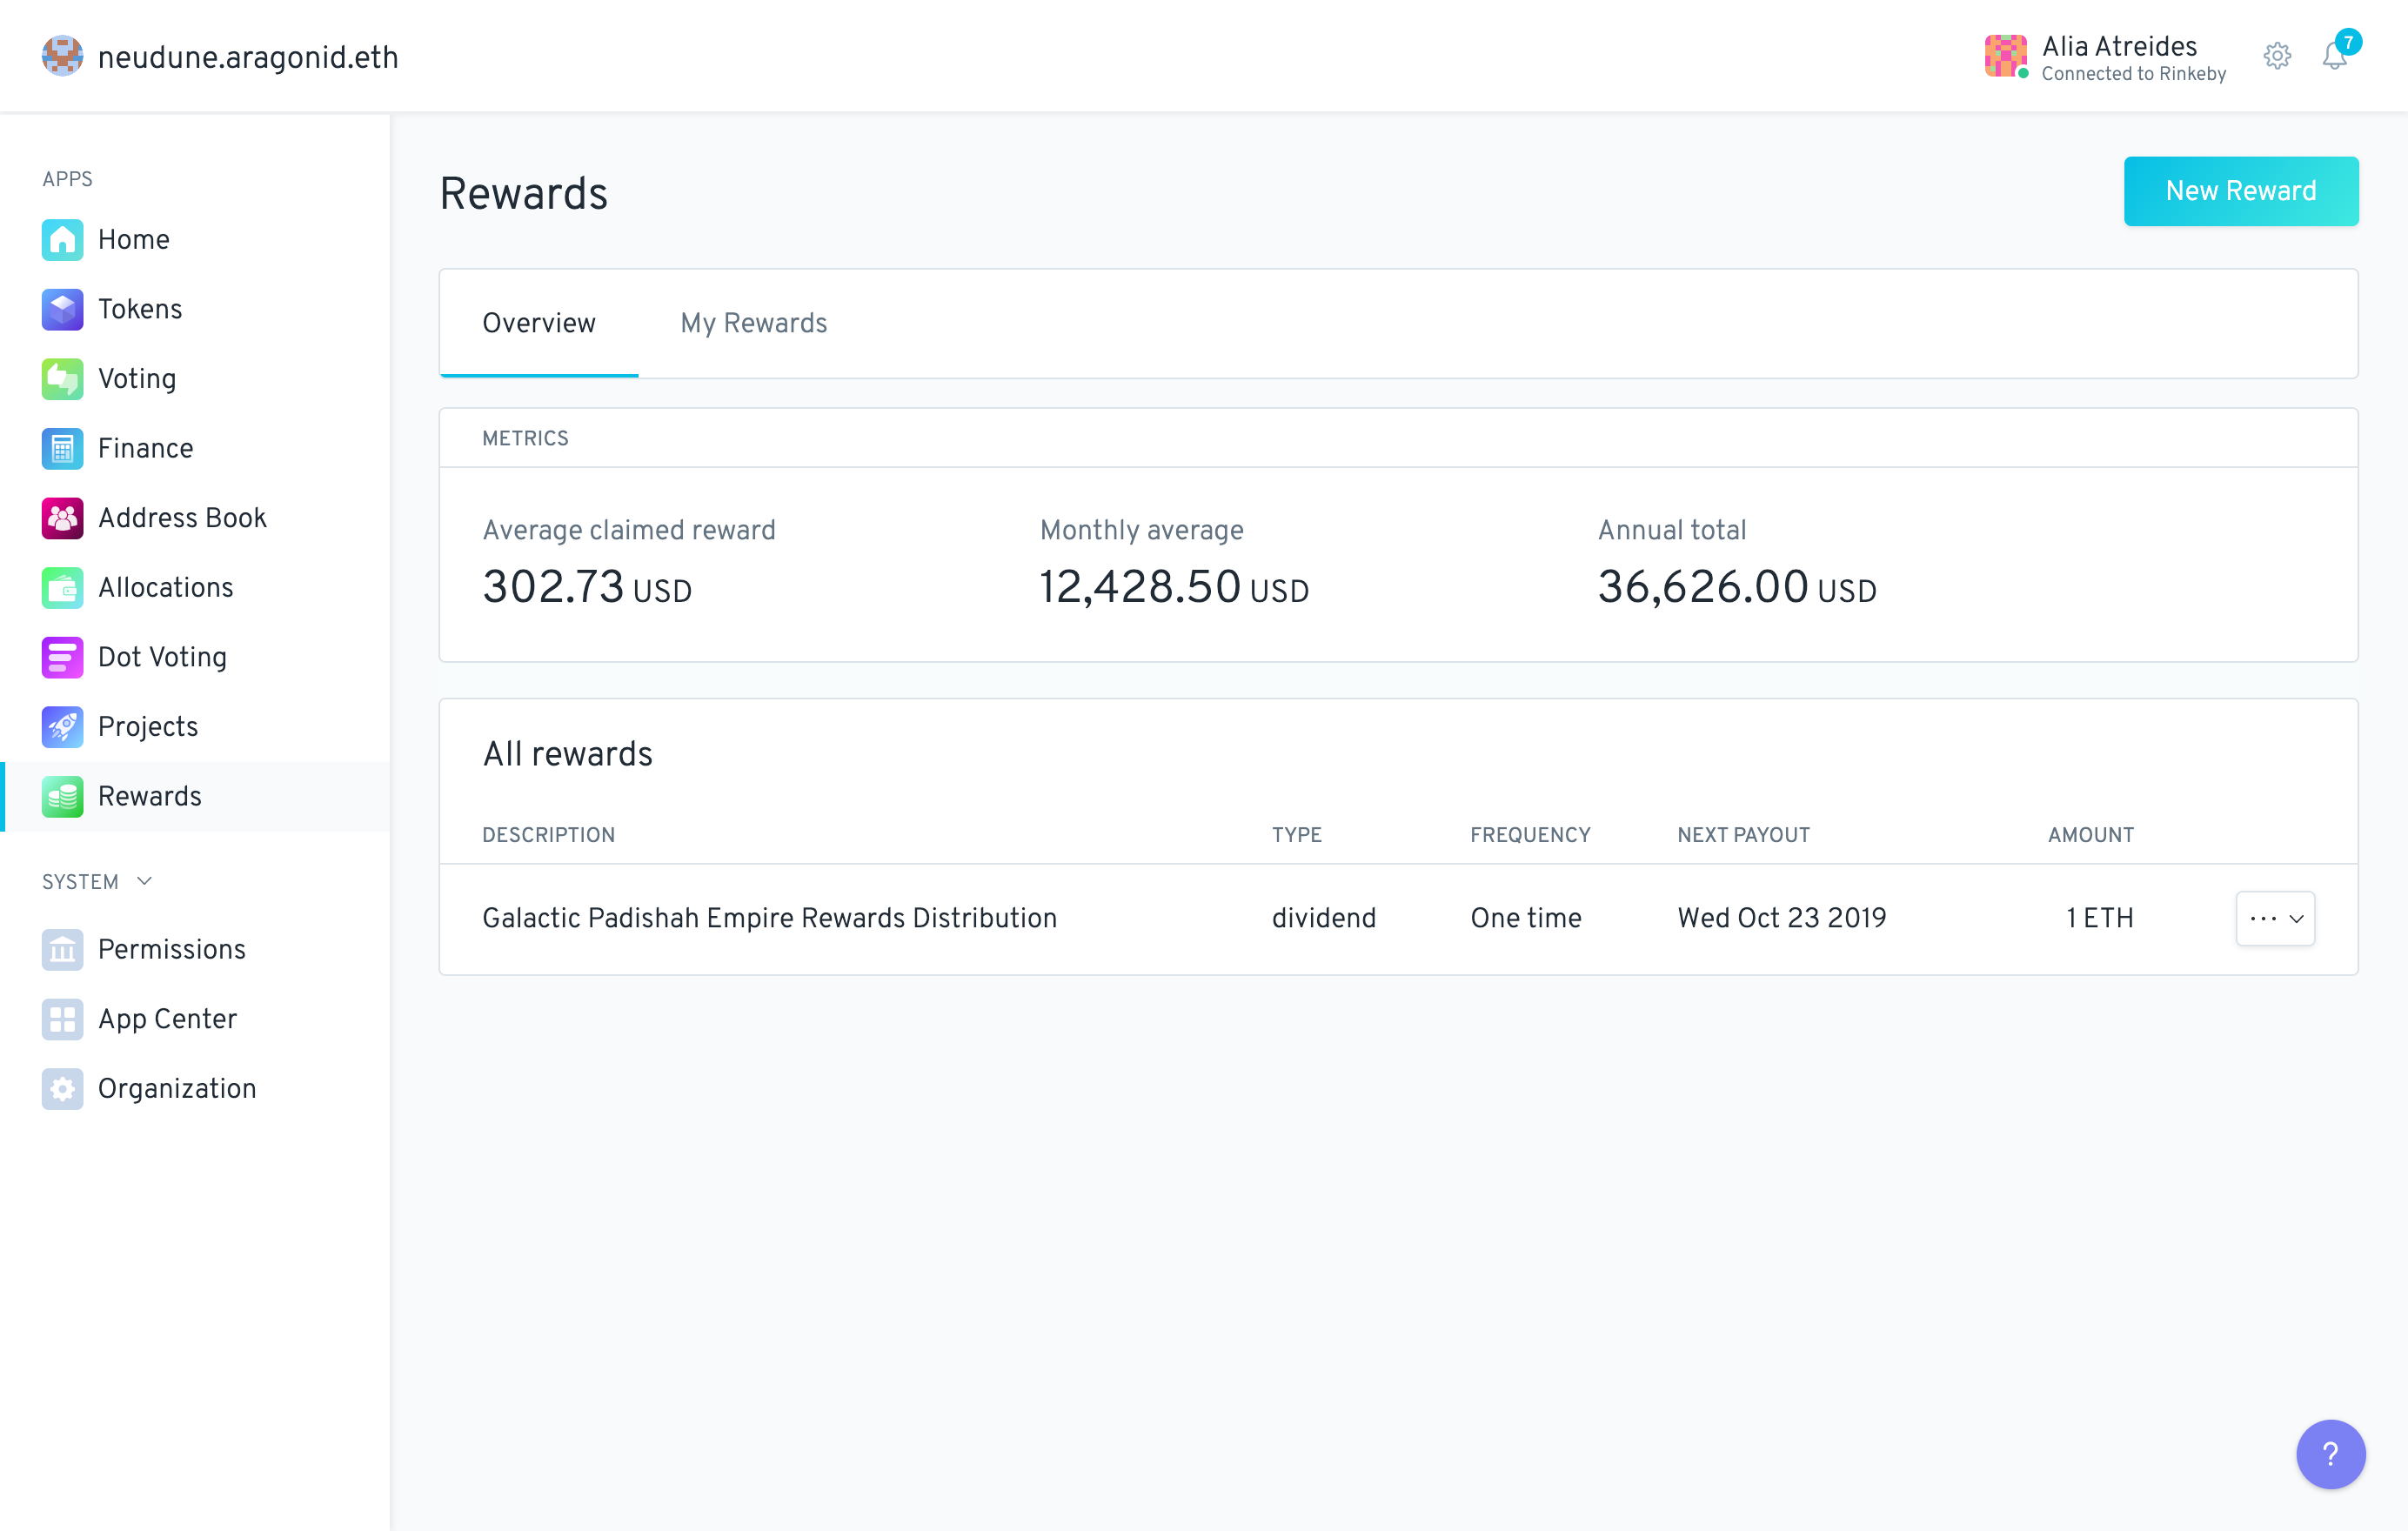 neudune.aragonid.eth
Alia Atreides
Connected to Rinkeby
7
APPS
Home
Tokens
Voting
Finance
Address Book
Allocations
Dot Voting
Projects
Rewards
SYSTEM
Permissions
App Center
Organization
Rewards
New Reward
Overview My Rewards
METRICS
Average claimed reward Monthly average Annual total
302.73 USD 12,428.50 USD 36,626.00 USD
All rewards
DESCRIPTION TYPE FREQUENCY NEXT PAYOUT AMOUNT
Galactic Padishah Empire Rewards Distribution dividend One time Wed Oct 23 2019 1 ETH
?